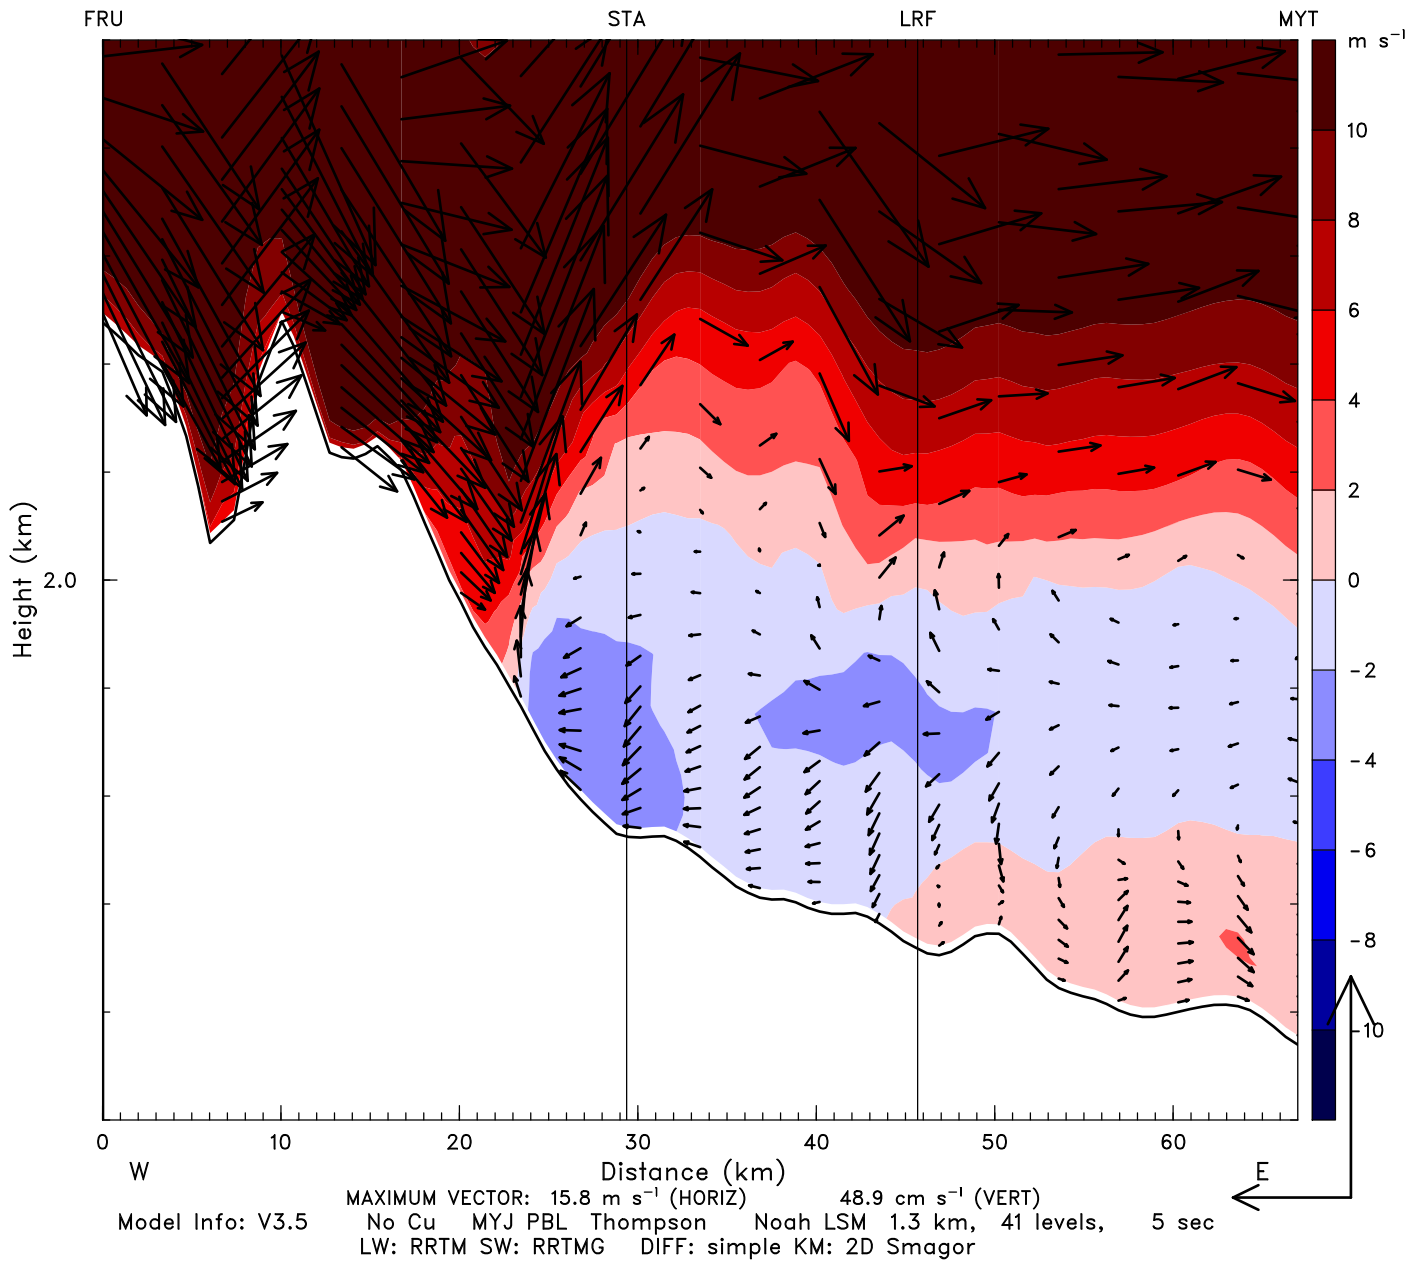 FRU STA LRF MYT
m s⁻¹
10
8
6
4
2
0
-2
-4
-6
-8
-10
Height (km)
2.0
0 10 20 30 40 50 60
W Distance (km) E
MAXIMUM VECTOR: 15.8 m s⁻¹ (HORIZ) 48.9 cm s⁻¹ (VERT)
Model Info: V3.5 No Cu MYJ PBL Thompson Noah LSM 1.3 km, 41 levels, 5 sec
LW: RRTM SW: RRTMG DIFF: simple KM: 2D Smagor